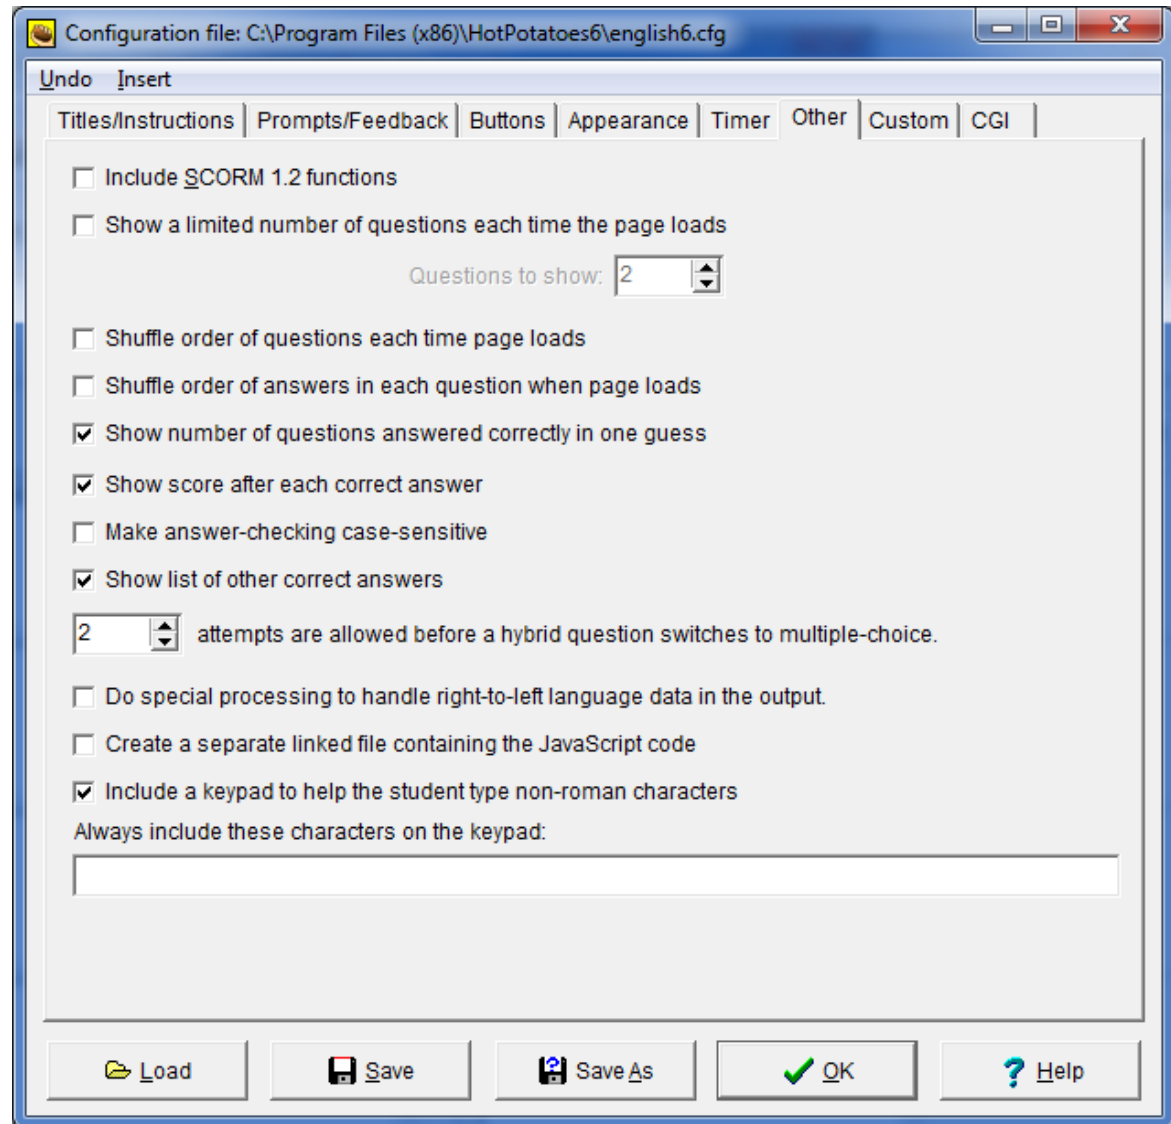 Configuration file: C:\Program Files (x86)\HotPotatoes6\english6.cfg
Undo Insert
Titles/Instructions Prompts/Feedback Buttons Appearance Timer Other Custom CGI
Include SCORM 1.2 functions
Show a limited number of questions each time the page loads
Questions to show: 2
Shuffle order of questions each time page loads
Shuffle order of answers in each question when page loads
Show number of questions answered correctly in one guess
Show score after each correct answer
Make answer-checking case-sensitive
Show list of other correct answers
2 attempts are allowed before a hybrid question switches to multiple-choice.
Do special processing to handle right-to-left language data in the output.
Create a separate linked file containing the JavaScript code
Include a keypad to help the student type non-roman characters
Always include these characters on the keypad:
Load Save Save As OK Help